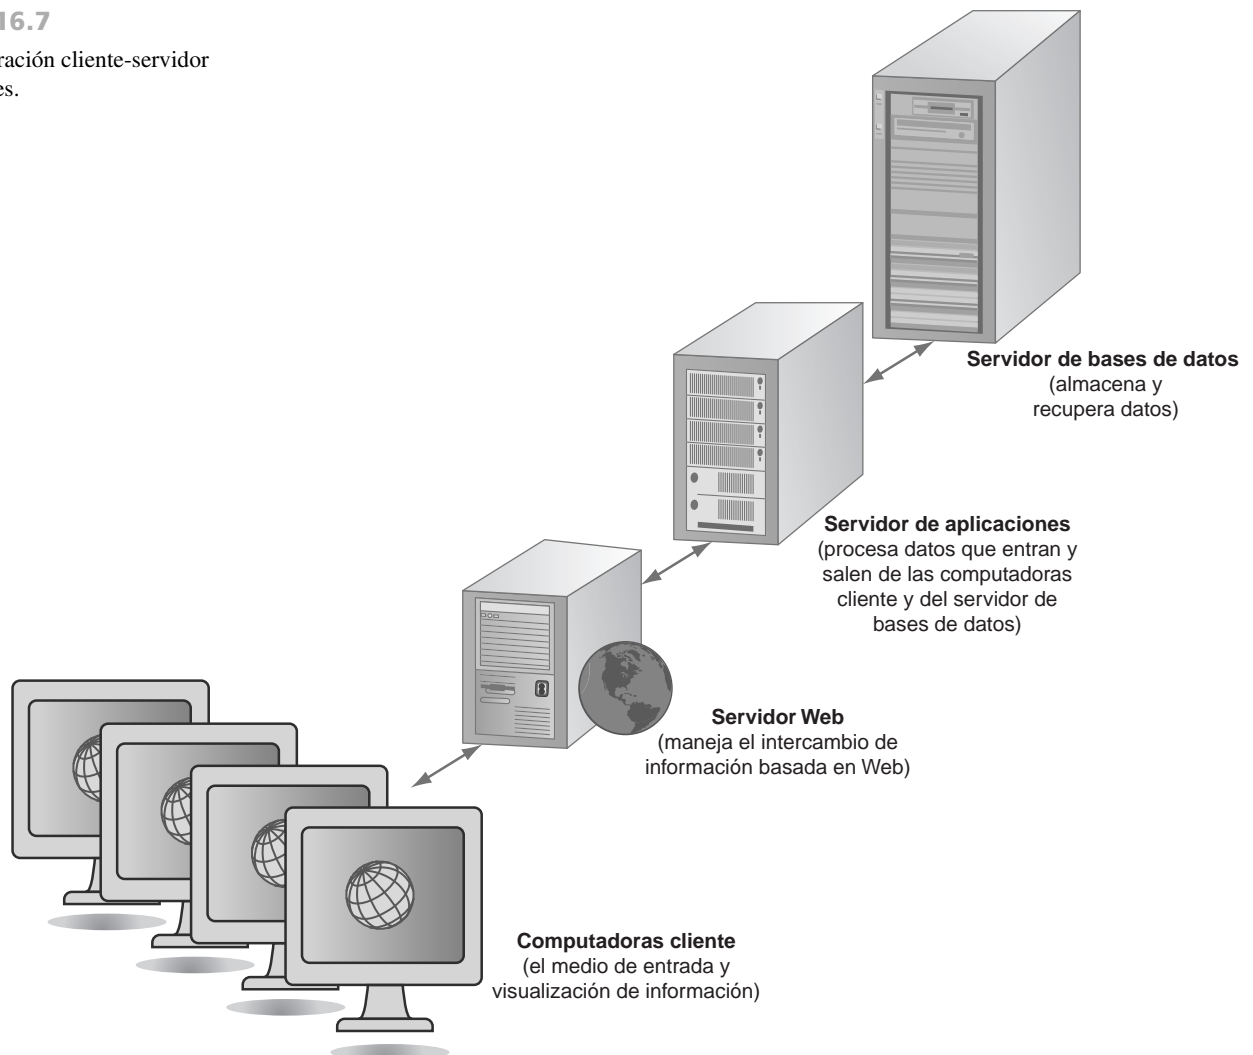 16.7
ración cliente-servidor
es.
Servidor de bases de datos
(almacena y
recupera datos)
Servidor de aplicaciones
(procesa datos que entran y
salen de las computadoras
cliente y del servidor de
bases de datos)
Servidor Web
(maneja el intercambio de
información basada en Web)
Computadoras cliente
(el medio de entrada y
visualización de información)